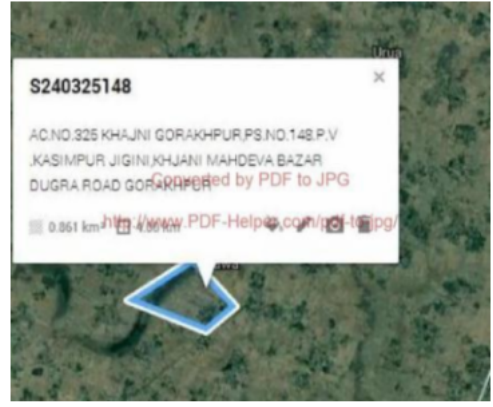 Urva
S240325148
×
AC.NO.325 KHAJNI GORAKHPUR,PS.NO.148.P.V
.KASIMPUR JIGINI,KHJANI MAHDEVA BAZAR
DUGRA ROAD GORAKHPUR
Converted by PDF to JPG
0.861 km²
http://www.PDF-Helper.com/pdf-to-jpg/